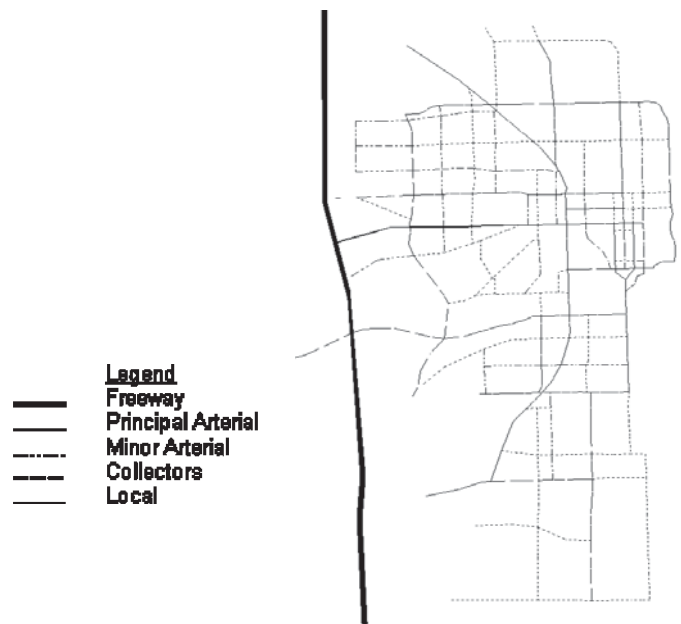 Legend
Freeway
Principal Arterial
Minor Arterial
Collectors
Local